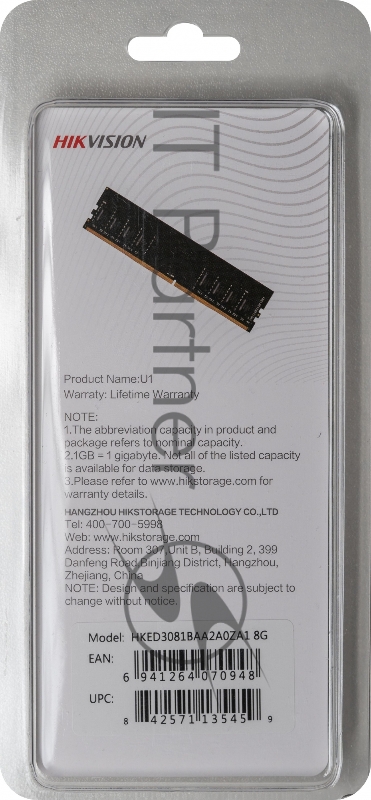 HIKVISION
IT Partner
Product Name:U1
Warraty: Lifetime Warranty
NOTE:
1.The abbreviation capacity in product and
package refers to nominal capacity.
2.1GB = 1 gigabyte. Not all of the listed capacity
is available for data storage.
3.Please refer to www.hikstorage.com for
warranty details.
HANGZHOU HIKSTORAGE TECHNOLOGY CO.,LTD
Tel: 400-700-5998
Web: www.hikstorage.com
Address: Room 307,Unit B, Building 2, 399
Danfeng Road,Binjiang District, Hangzhou,
Zhejiang, China
NOTE: Design and specification are subject to
change without notice.
Model: HKED3081BAA2A0ZA1 8G
EAN:
6 941264 070948
UPC:
8 42571 13545 9